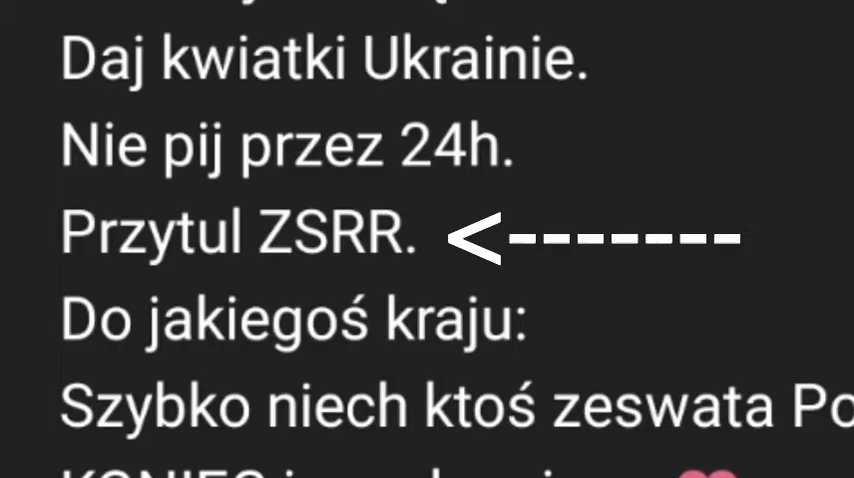 Daj kwiatki Ukrainie.
Nie pij przez 24h.
Przytul ZSRR. <-------
Do jakiegoś kraju:
Szybko niech ktoś zeswata